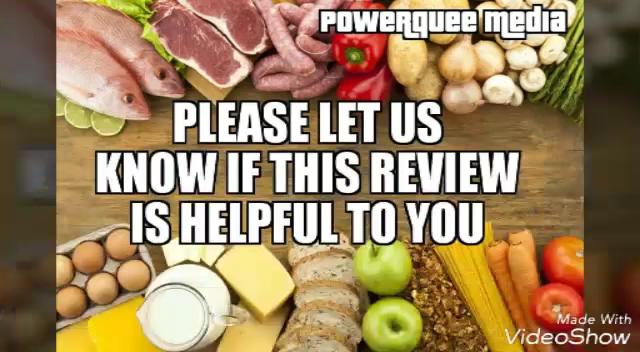 POWERQUEE MEDIA
PLEASE LET US
KNOW IF THIS REVIEW
IS HELPFUL TO YOU
Made With
VideoShow